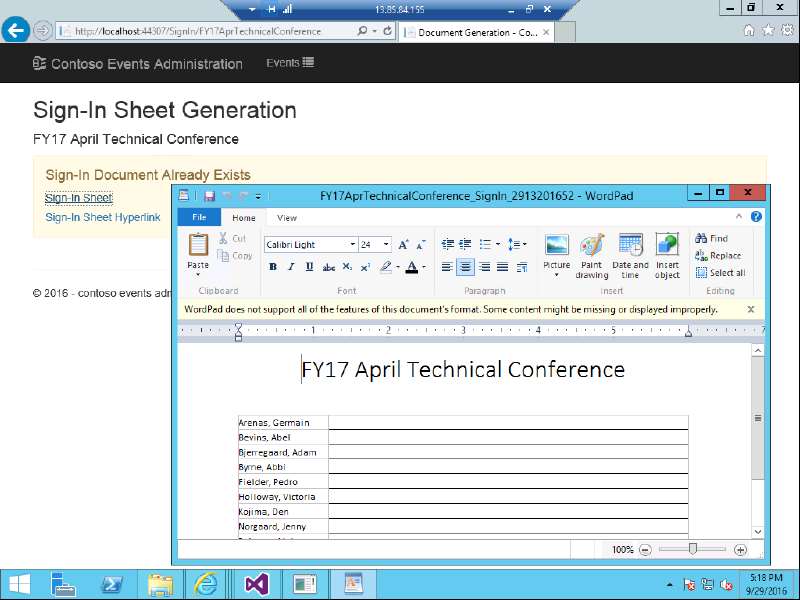 13.85.84.155
http://localhost:44307/SignIn/FY17AprTechnicalConference
Document Generation - Co...
Contoso Events Administration
Events
Sign-In Sheet Generation
FY17 April Technical Conference
Sign-In Document Already Exists
Sign-In Sheet
Sign-In Sheet Hyperlink
© 2016 - contoso events adm
FY17AprTechnicalConference_SignIn_2913201652 - WordPad
File Home View
Paste
Cut
Copy
Clipboard
Calibri Light 24
Font
Paragraph
Picture
Paint drawing
Date and time
Insert object
Insert
Find
Replace
Select all
Editing
WordPad does not support all of the features of this document's format. Some content might be missing or displayed improperly.
1 2 3 4 5 7
FY17 April Technical Conference
Arenas, Germain
Bevins, Abel
Bjerregaard, Adam
Byrne, Abbi
Fielder, Pedro
Holloway, Victoria
Kojima, Den
Norgaard, Jenny
100%
5:18 PM
9/29/2016